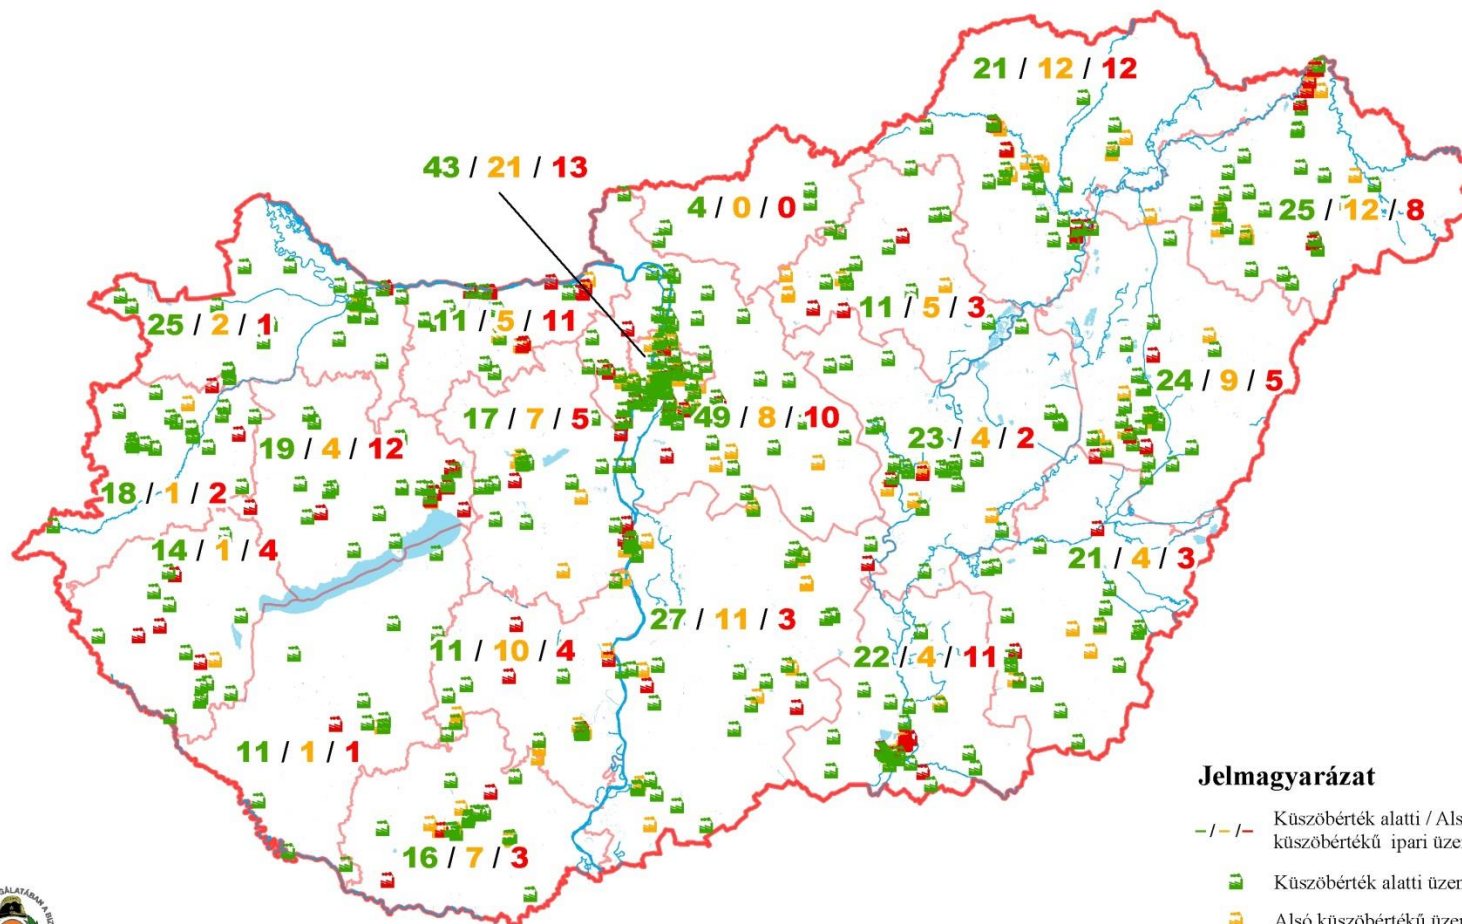 21 / 12 / 12
43 / 21 / 13
4 / 0 / 0
25 / 12 / 8
25 / 2 / 1
11 / 5 / 11
11 / 5 / 3
24 / 9 / 5
17 / 7 / 5
49 / 8 / 10
23 / 4 / 2
19 / 4 / 12
18 / 1 / 2
14 / 1 / 4
21 / 4 / 3
27 / 11 / 3
11 / 10 / 4
22 / 4 / 11
11 / 1 / 1
16 / 7 / 3
Jelmagyarázat
- / - / - Küszöbérték alatti / Als
küszöbértékű ipari üze
Küszöbérték alatti üzem
Alsó küszöbértékű üze